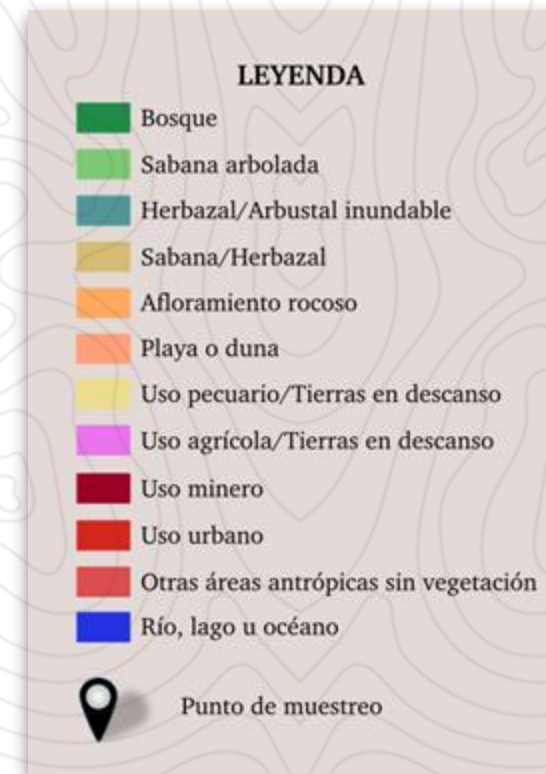 LEYENDA
Bosque
Sabana arbolada
Herbazal/Arbustal inundable
Sabana/Herbazal
Afloramiento rocoso
Playa o duna
Uso pecuario/Tierras en descanso
Uso agrícola/Tierras en descanso
Uso minero
Uso urbano
Otras áreas antrópicas sin vegetación
Río, lago u océano
Punto de muestreo